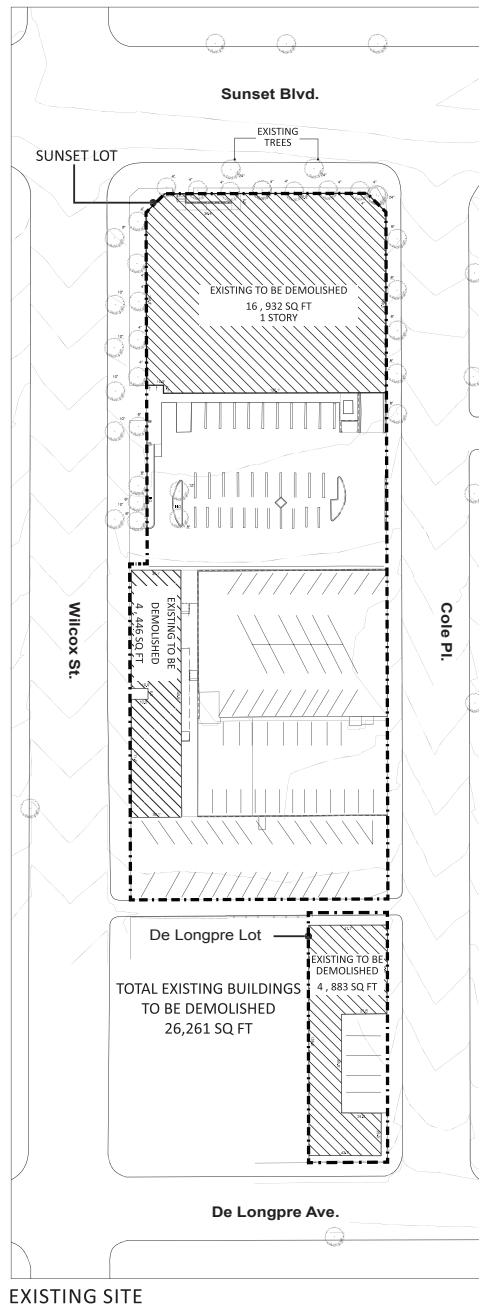 Sunset Blvd.
EXISTING
TREES
SUNSET LOT
EXISTING TO BE DEMOLISHED
16 , 932 SQ FT
1 STORY
EXISTING TO BE
DEMOLISHED
4 , 446 SQ FT
Wilcox St.
Cole Pl.
De Longpre Lot
EXISTING TO BE
DEMOLISHED
4 , 883 SQ FT
TOTAL EXISTING BUILDINGS
TO BE DEMOLISHED
26,261 SQ FT
De Longpre Ave.
EXISTING SITE